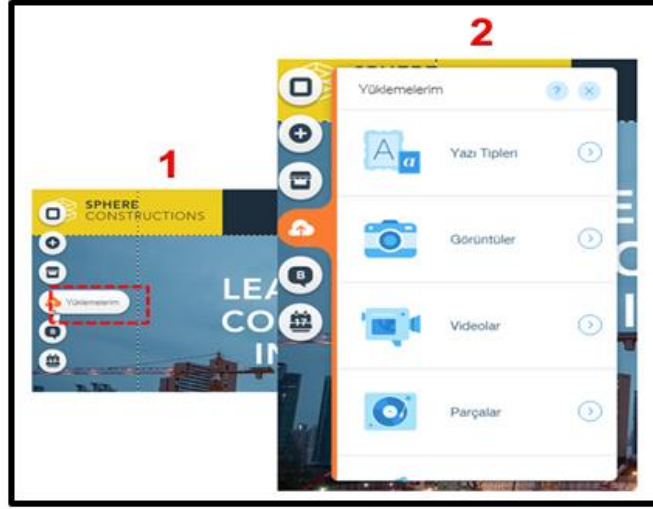 1
SPHERE
CONSTRUCTIONS
Yüklemelerim
LEA
CO
IN
2
Yüklemelerim
?
A a
Yazı Tipleri
Görüntüler
Videolar
Parçalar
B